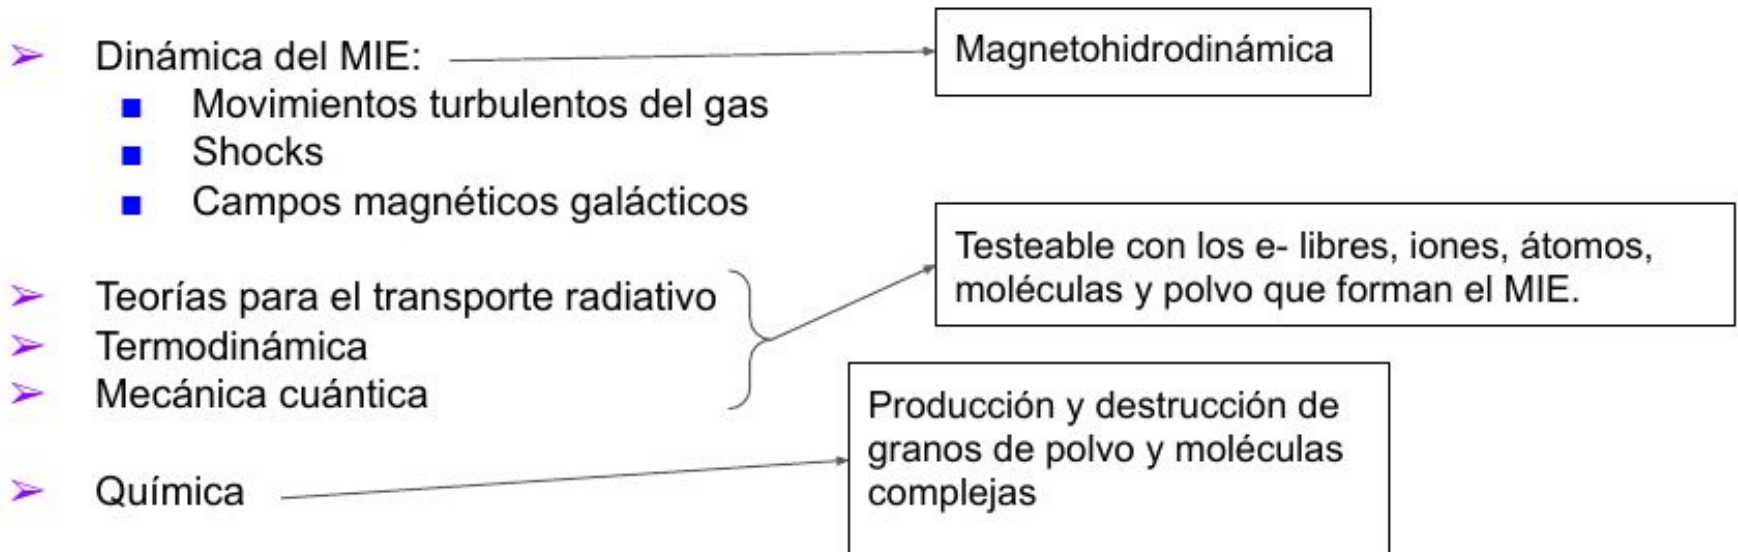 Dinámica del MIE:
Movimientos turbulentos del gas
Shocks
Campos magnéticos galácticos
Magnetohidrodinámica
Teorías para el transporte radiativo
Termodinámica
Mecánica cuántica
Testeable con los e- libres, iones, átomos,
moléculas y polvo que forman el MIE.
Química
Producción y destrucción de
granos de polvo y moléculas
complejas